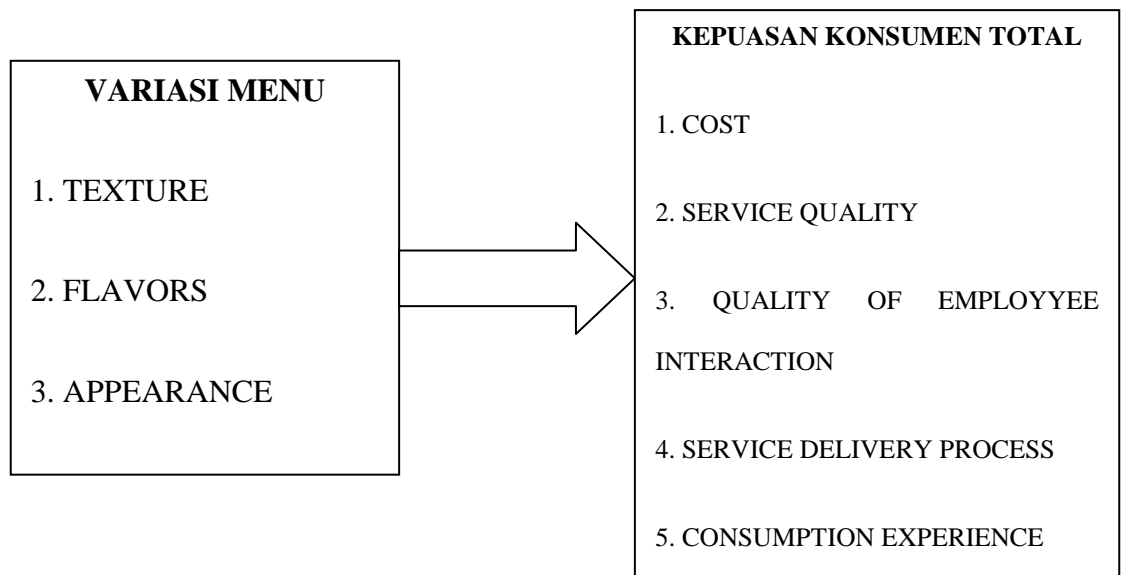 VARIASI MENU
1. TEXTURE
2. FLAVORS
3. APPEARANCE
KEPUASAN KONSUMEN TOTAL
1. COST
2. SERVICE QUALITY
3. QUALITY OF EMPLOYYEE
INTERACTION
4. SERVICE DELIVERY PROCESS
5. CONSUMPTION EXPERIENCE